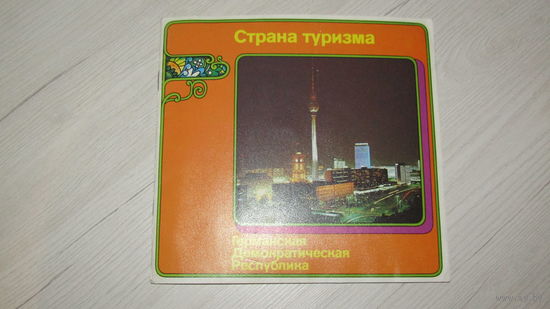 Страна туризма
Германская
Демократическая
Республика